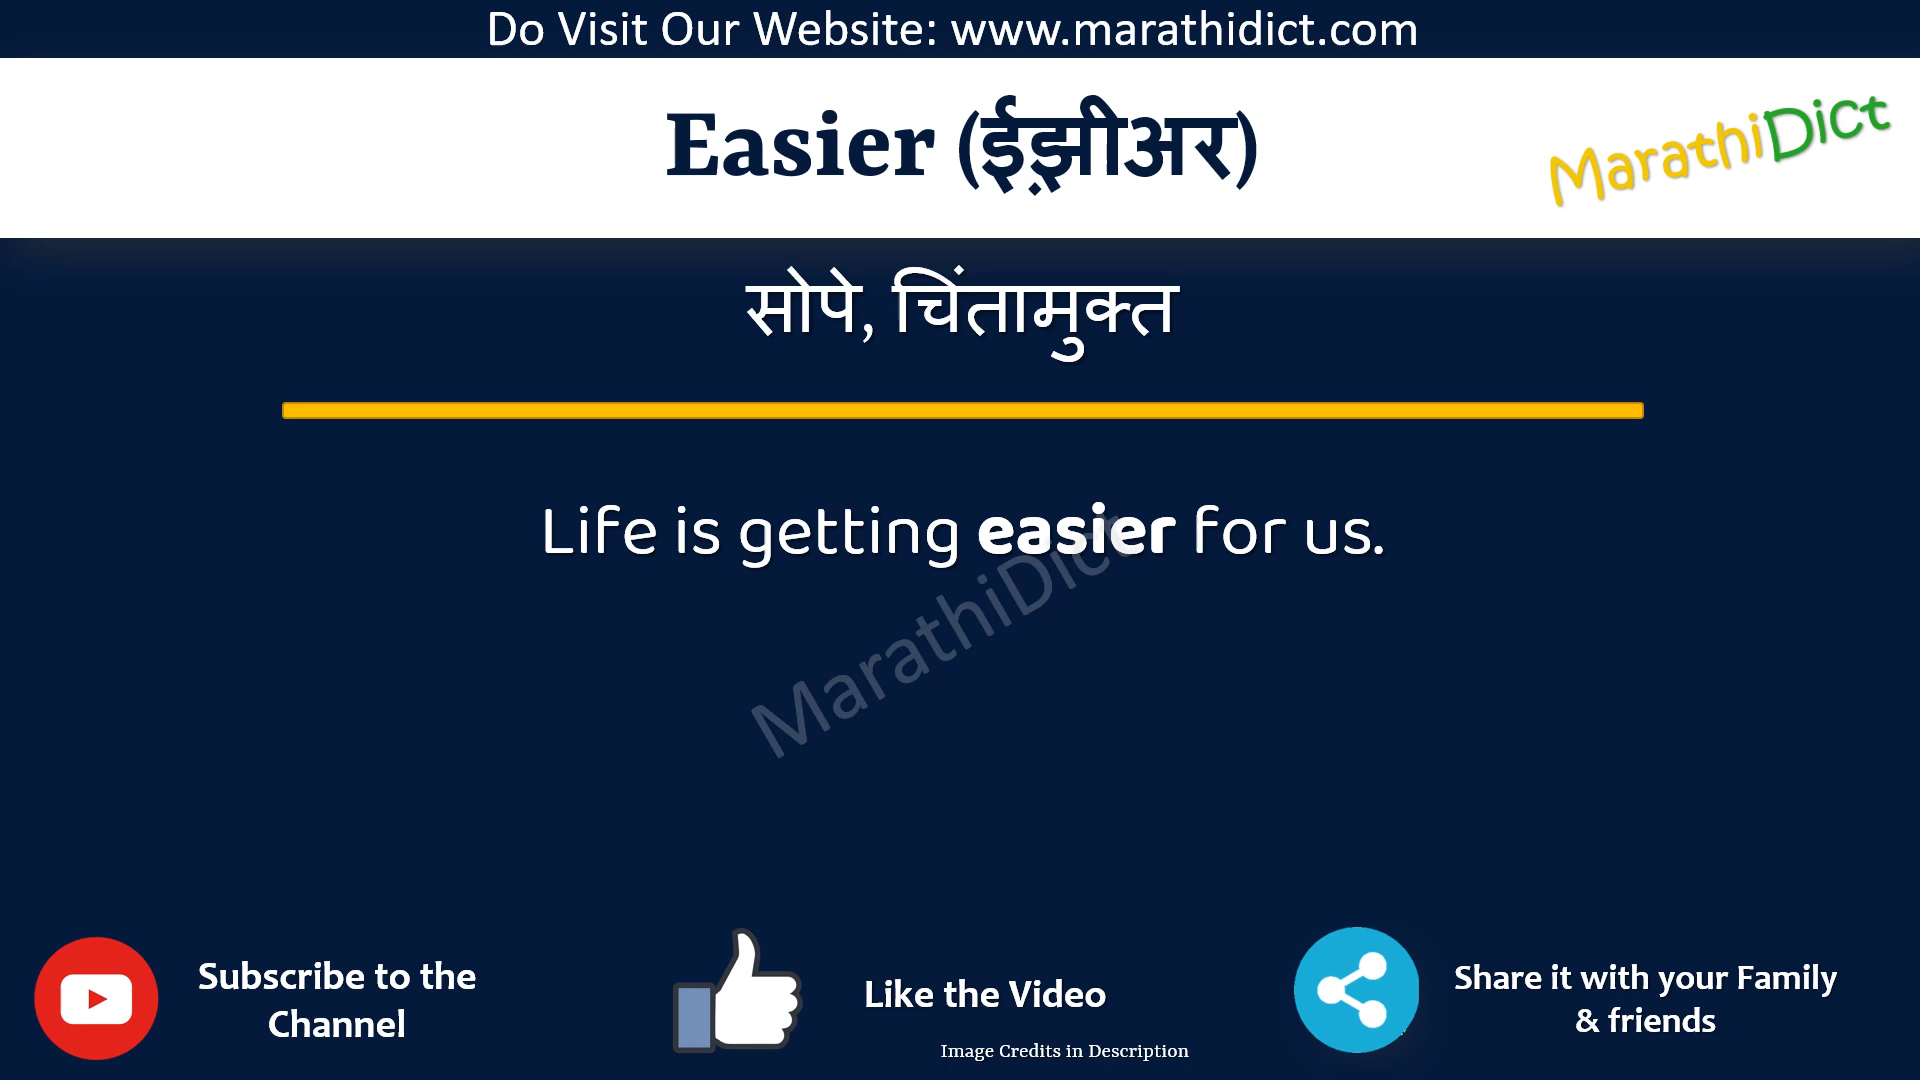 Do Visit Our Website: www.marathidict.com
Easier (ईझ़ीअर)
MarathiDict
सोपे, चिंतामुक्त
Life is getting easier for us.
MarathiDict
Subscribe to the
Channel
Like the Video
Share it with your Family
& friends
Image Credits in Description